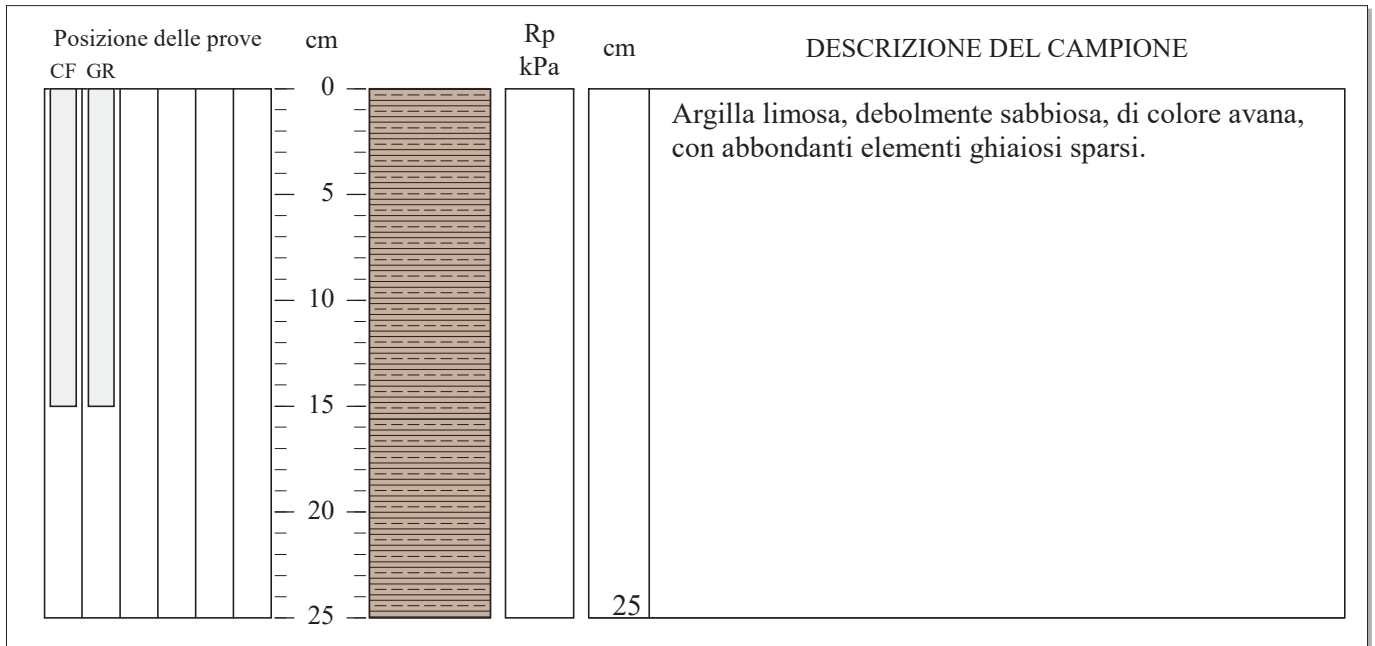 Posizione delle prove
cm
Rp
kPa
cm
DESCRIZIONE DEL CAMPIONE
CF GR
0
5
10
15
20
25
25
Argilla limosa, debolmente sabbiosa, di colore avana,
con abbondanti elementi ghiaiosi sparsi.